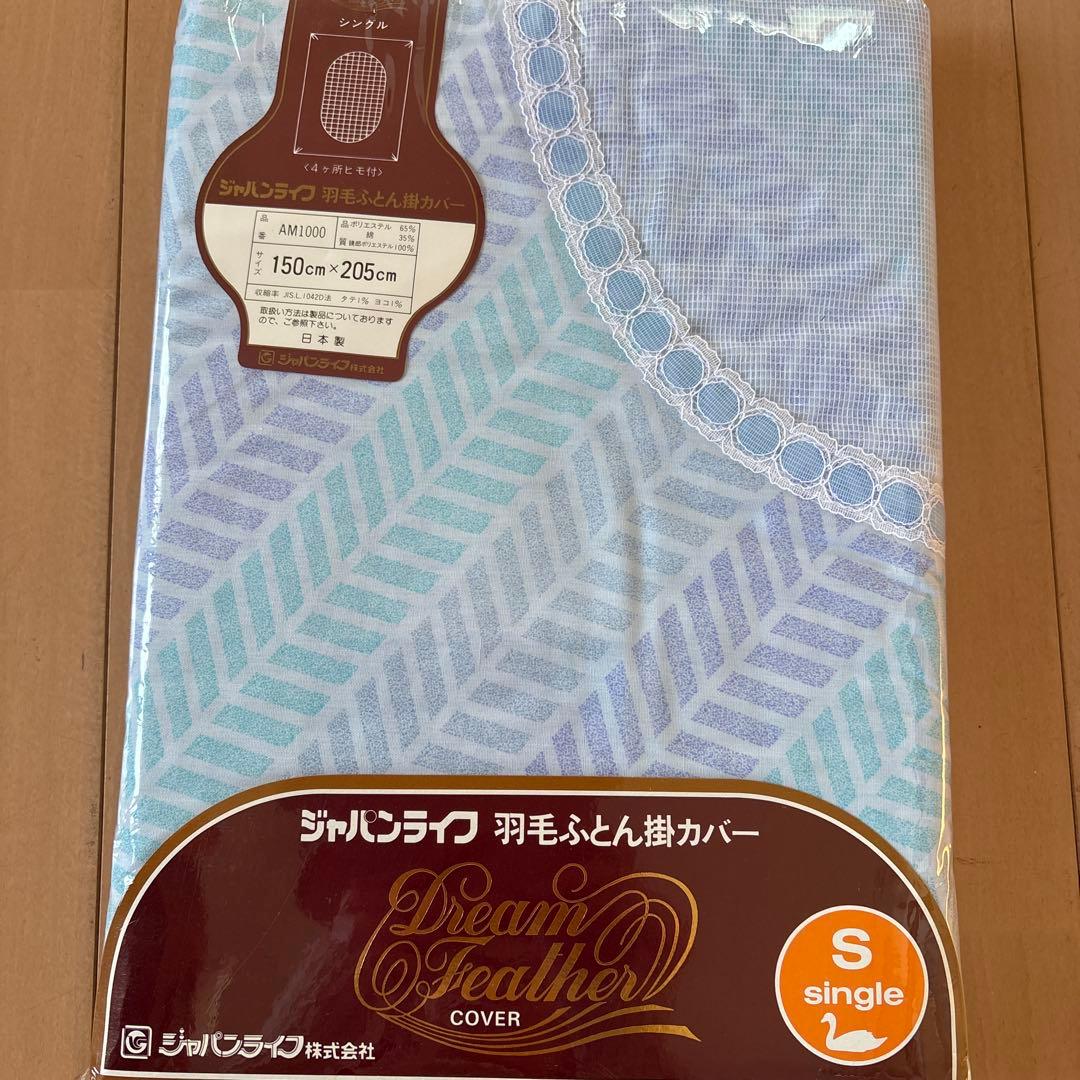 シングル
〈4ヶ所ヒモ付〉
ジャパンライフ 羽毛ふとん掛カバー
品番 AM1000
品質 ポリエステル 65%
綿 35%
鏡部ポリエステル100%
サイズ 150cm×205cm
収縮率 JIS.L.1042D法 タテ1% ヨコ1%
取扱い方法は製品についております
ので、ご参照下さい。
日本製
G ジャパンライフ株式会社
ジャパンライフ 羽毛ふとん掛カバー
Dream
Feather
COVER
S
single
G ジャパンライフ株式会社